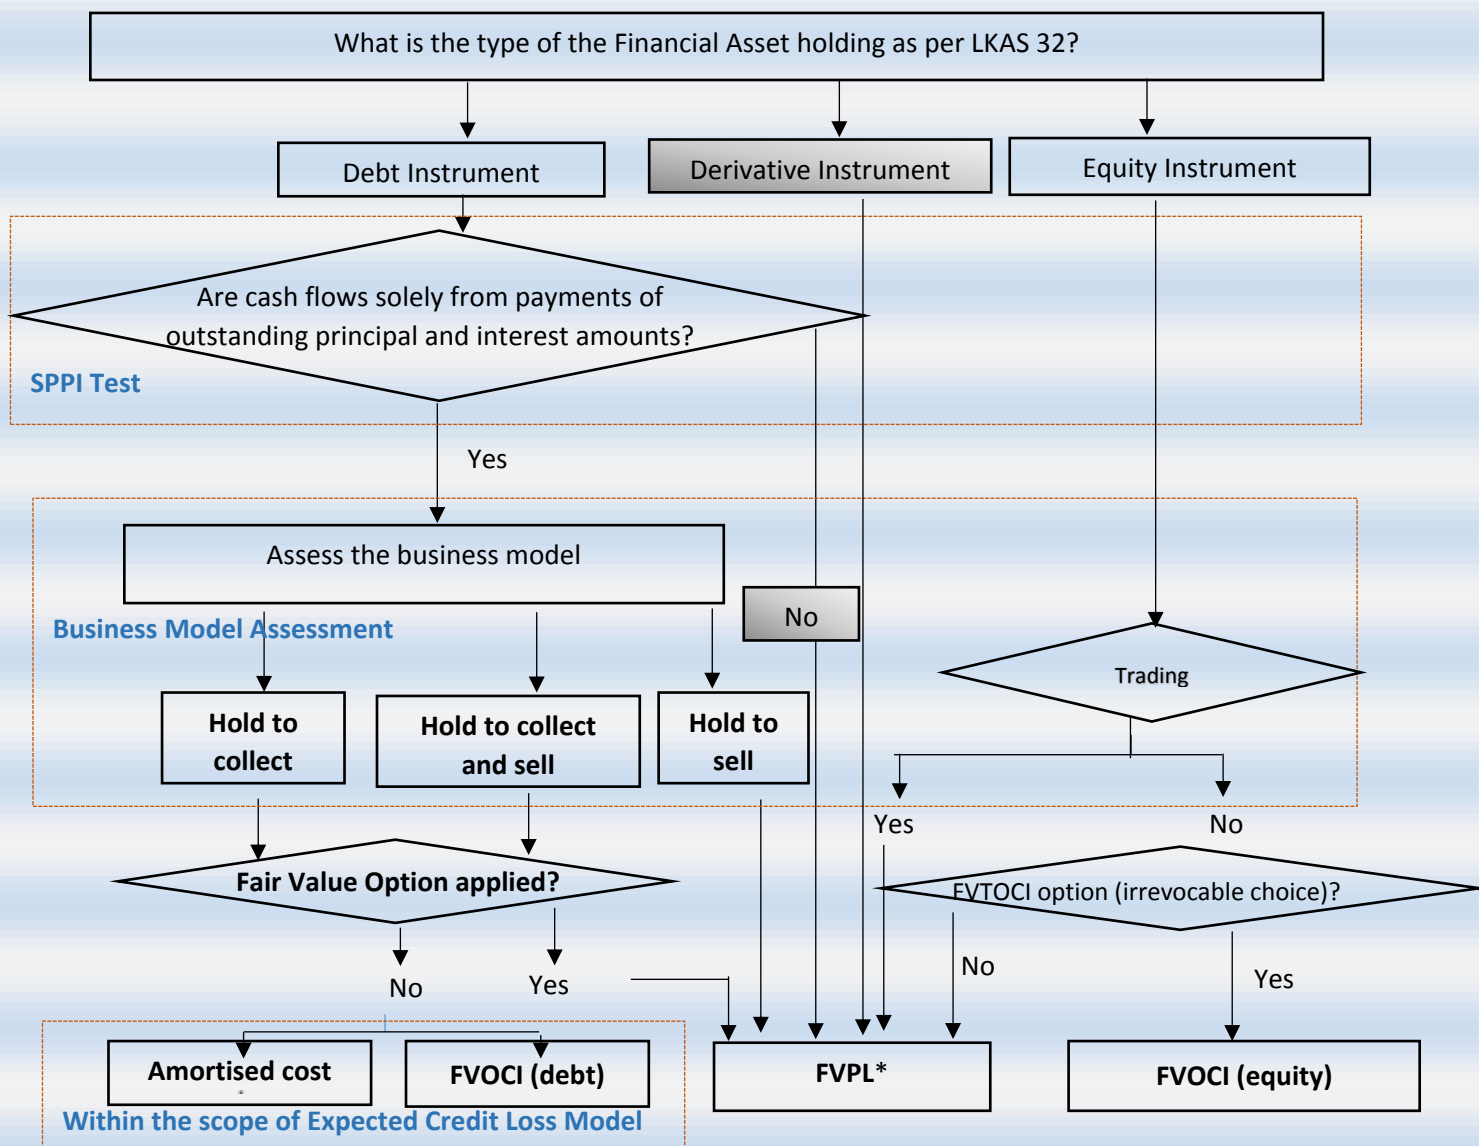 What is the type of the Financial Asset holding as per LKAS 32?
Debt Instrument
Derivative Instrument
Equity Instrument
Are cash flows solely from payments of
outstanding principal and interest amounts?
SPPI Test
Yes
Assess the business model
No
Business Model Assessment
Trading
Hold to
collect
Hold to collect
and sell
Hold to
sell
Yes
No
Fair Value Option applied?
FVTOCI option (irrevocable choice)?
No
Yes
No
Yes
Amortised cost
FVOCI (debt)
FVPL*
FVOCI (equity)
Within the scope of Expected Credit Loss Model